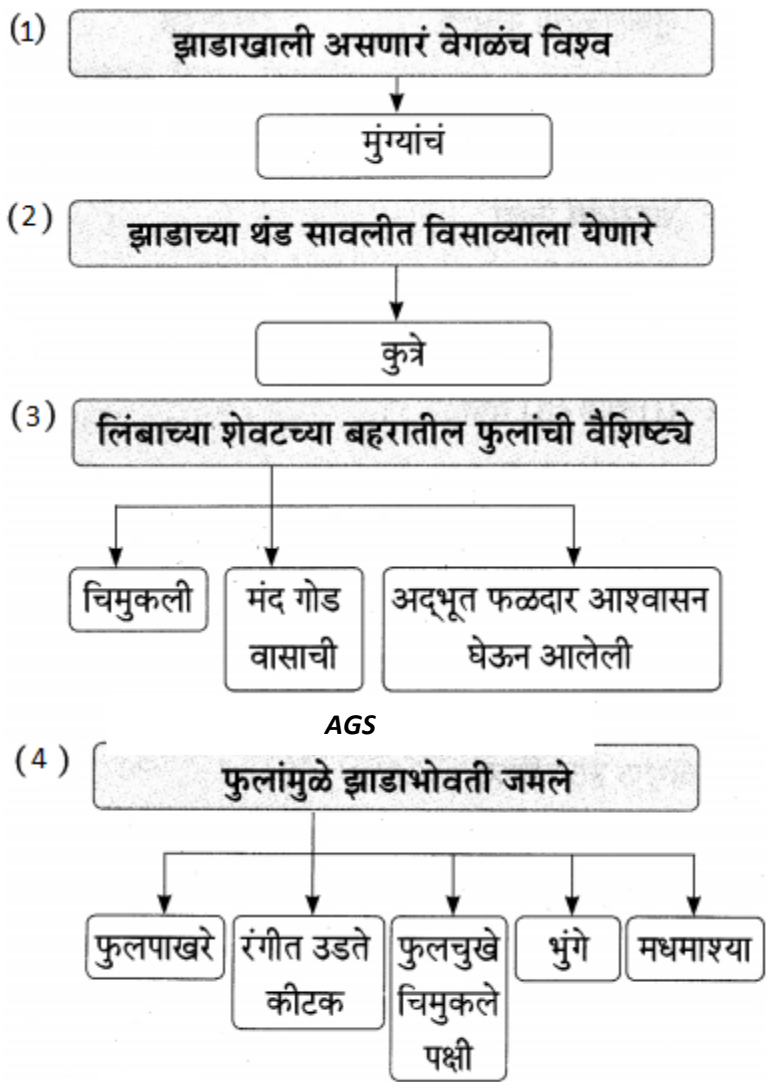 (1) झाडाखाली असणारं वेगळंच विश्व
मुंग्यांचं
(2) झाडाच्या थंड सावलीत विसाव्याला येणारे
कुत्रे
(3) लिंबाच्या शेवटच्या बहरातील फुलांची वैशिष्ट्ये
चिमुकली
मंद गोड
वासाची
अद्‌भूत फळदार आश्वासन
घेऊन आलेली
AGS
(4 ) फुलांमुळे झाडाभोवती जमले
फुलपाखरे
रंगीत उडते
कीटक
फुलचुखे
चिमुकले
पक्षी
भुंगे
मधमाश्या